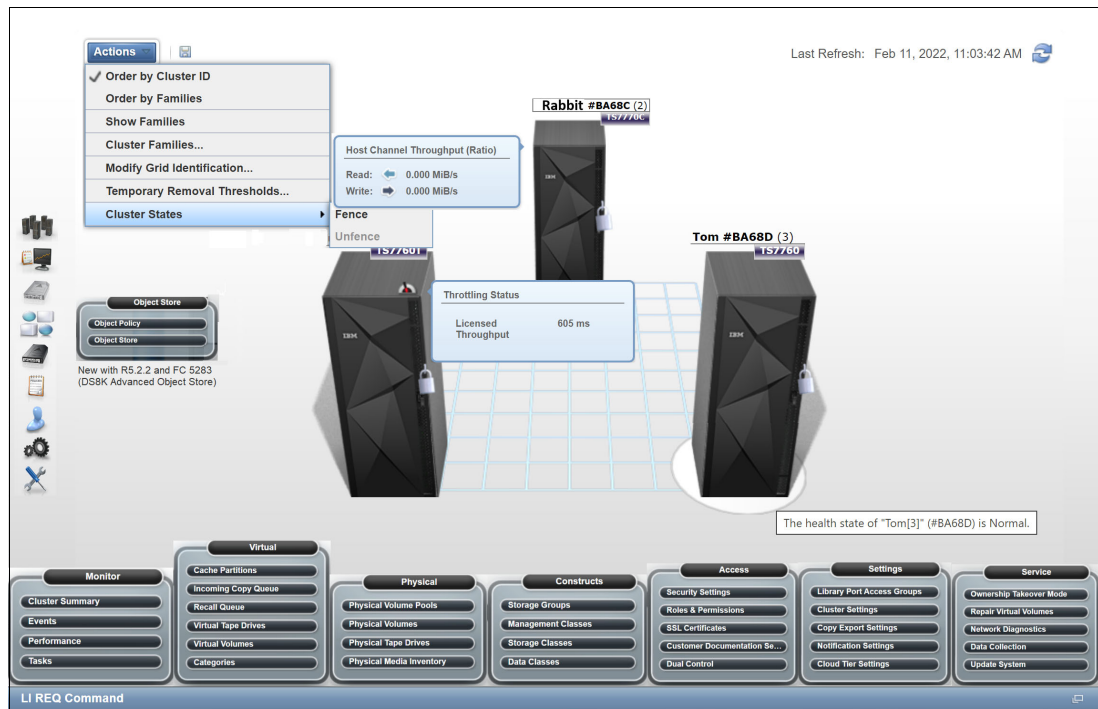 Actions
Last Refresh: Feb 11, 2022, 11:03:42 AM
Order by Cluster ID
Order by Families
Show Families
Cluster Families...
Modify Grid Identification...
Temporary Removal Thresholds...
Cluster States
Fence
Unfence
Host Channel Throughput (Ratio)
Read: 0.000 MiB/s
Write: 0.000 MiB/s
Rabbit #BA68C (2)
TS7770C
IBM
Tom #BA68D (3)
TS7760
IBM
TS7760T
IBM
Throttling Status
Licensed Throughput 605 ms
Object Store
Object Policy
Object Store
New with R5.2.2 and FC 5283
(DS8K Advanced Object Store)
The health state of "Tom[3]" (#BA68D) is Normal.
Monitor
Cluster Summary
Events
Performance
Tasks
Virtual
Cache Partitions
Incoming Copy Queue
Recall Queue
Virtual Tape Drives
Virtual Volumes
Categories
Physical
Physical Volume Pools
Physical Volumes
Physical Tape Drives
Physical Media Inventory
Constructs
Storage Groups
Management Classes
Storage Classes
Data Classes
Access
Security Settings
Roles & Permissions
SSL Certificates
Customer Documentation Se...
Dual Control
Settings
Library Port Access Groups
Cluster Settings
Copy Export Settings
Notification Settings
Cloud Tier Settings
Service
Ownership Takeover Mode
Repair Virtual Volumes
Network Diagnostics
Data Collection
Update System
LI REQ Command